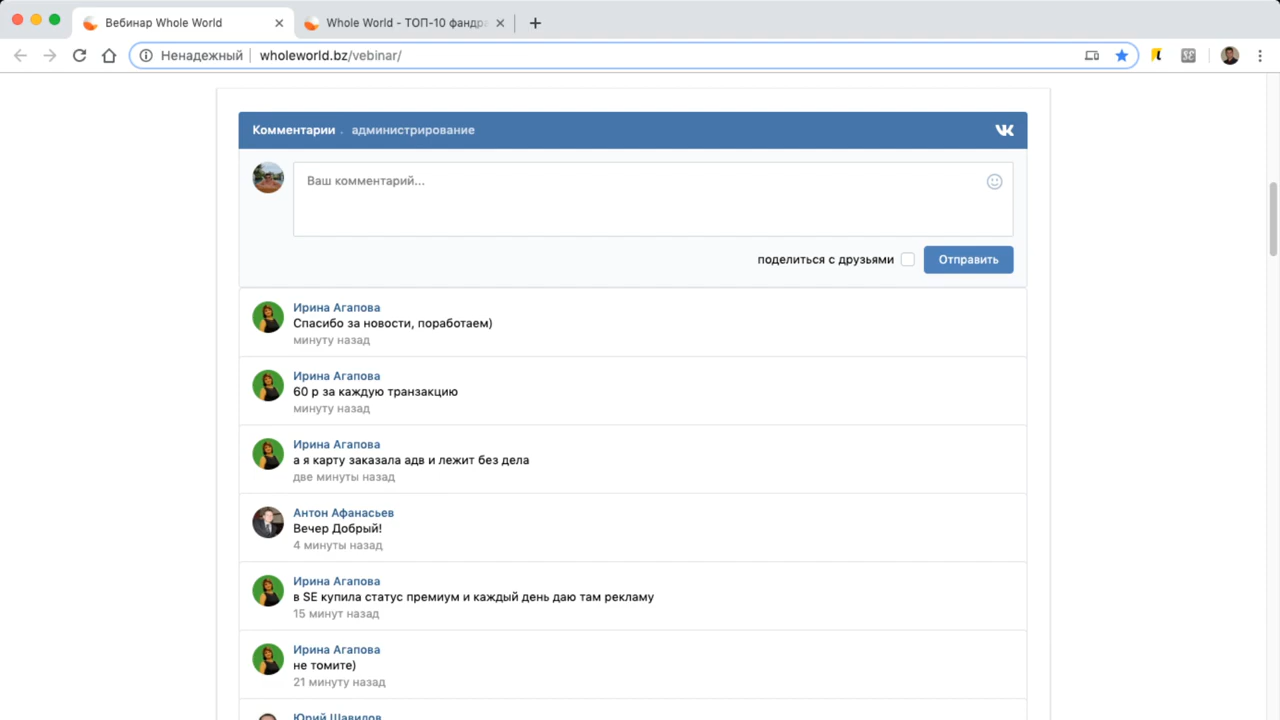 Вебинар Whole World
Whole World - ТОП-10 фандра
Ненадежный
wholeworld.bz/vebinar/
Комментарии . администрирование
Ваш комментарий...
поделиться с друзьями
Отправить
Ирина Агапова
Спасибо за новости, поработаем)
минуту назад
Ирина Агапова
60 р за каждую транзакцию
минуту назад
Ирина Агапова
а я карту заказала адв и лежит без дела
две минуты назад
Антон Афанасьев
Вечер Добрый!
4 минуты назад
Ирина Агапова
в SE купила статус премиум и каждый день даю там рекламу
15 минут назад
Ирина Агапова
не томите)
21 минуту назад
Юрий Шавидов